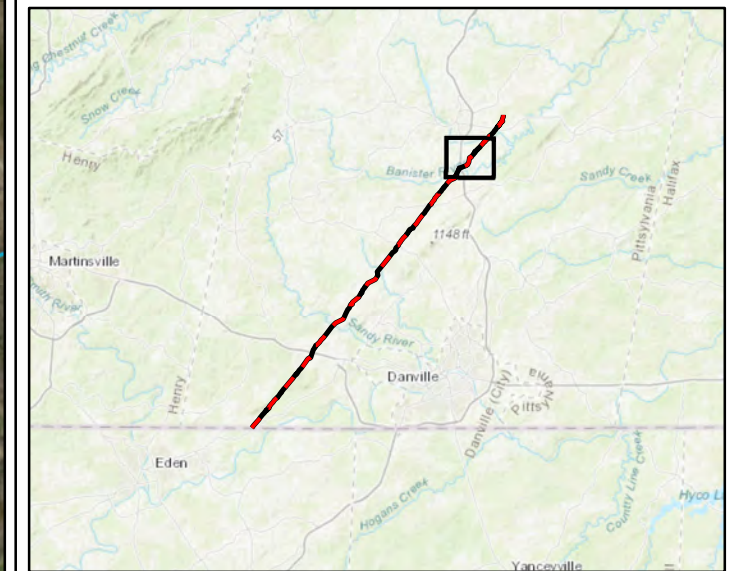 Chestnut Creek
Snow Creek
57
Henry
Banister
Sandy Creek
Halifax
Pittsylvania
1148 ft
Martinsville
Smith River
Sandy River
Danville
Henry
Danville (City)
Pitts
Eden
Hogans Creek
Country Line Creek
Hyco
Yanceyville